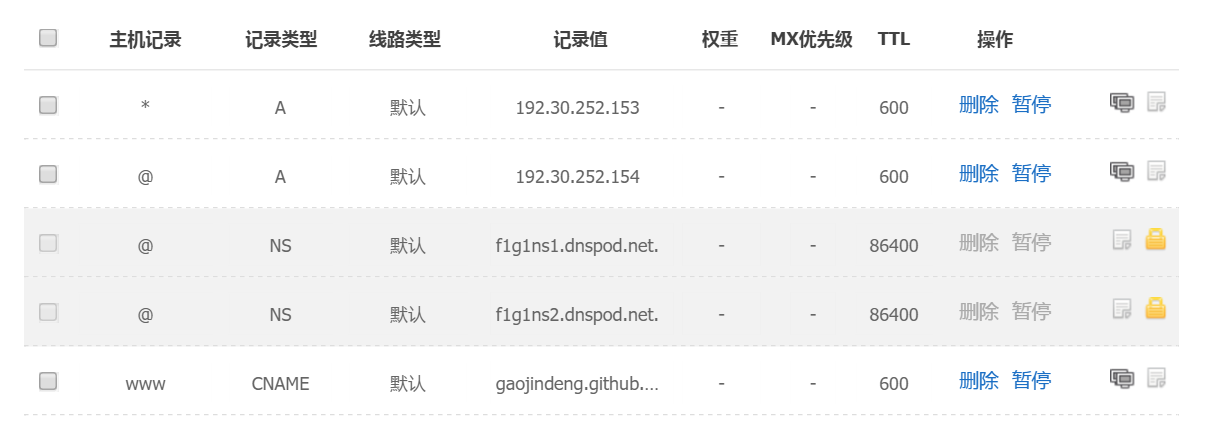 主机记录 记录类型 线路类型 记录值 权重 MX优先级 TTL 操作
* A 默认 192.30.252.153 - - 600 删除 暂停
@ A 默认 192.30.252.154 - - 600 删除 暂停
@ NS 默认 f1g1ns1.dnspod.net. - - 86400 删除 暂停
@ NS 默认 f1g1ns2.dnspod.net. - - 86400 删除 暂停
www CNAME 默认 gaojindeng.github.... - - 600 删除 暂停